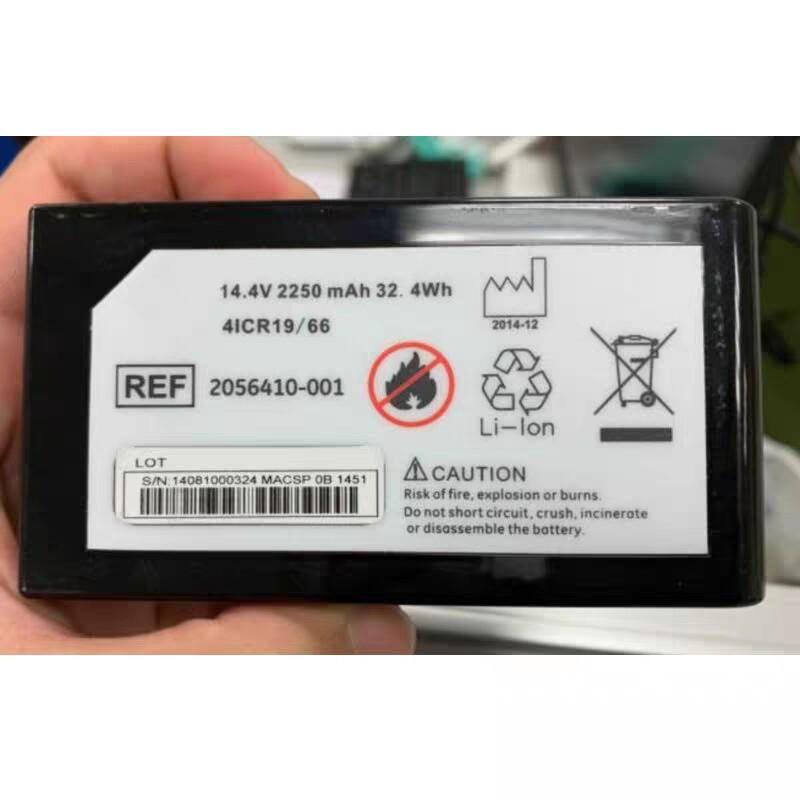 14.4V 2250 mAh 32. 4Wh
4ICR19/66
2014-12
REF 2056410-001
Li-Ion
LOT
S/N:14081000324 MACSP 0B 1451
CAUTION
Risk of fire, explosion or burns.
Do not short circuit, crush, incinerate
or disassemble the battery.